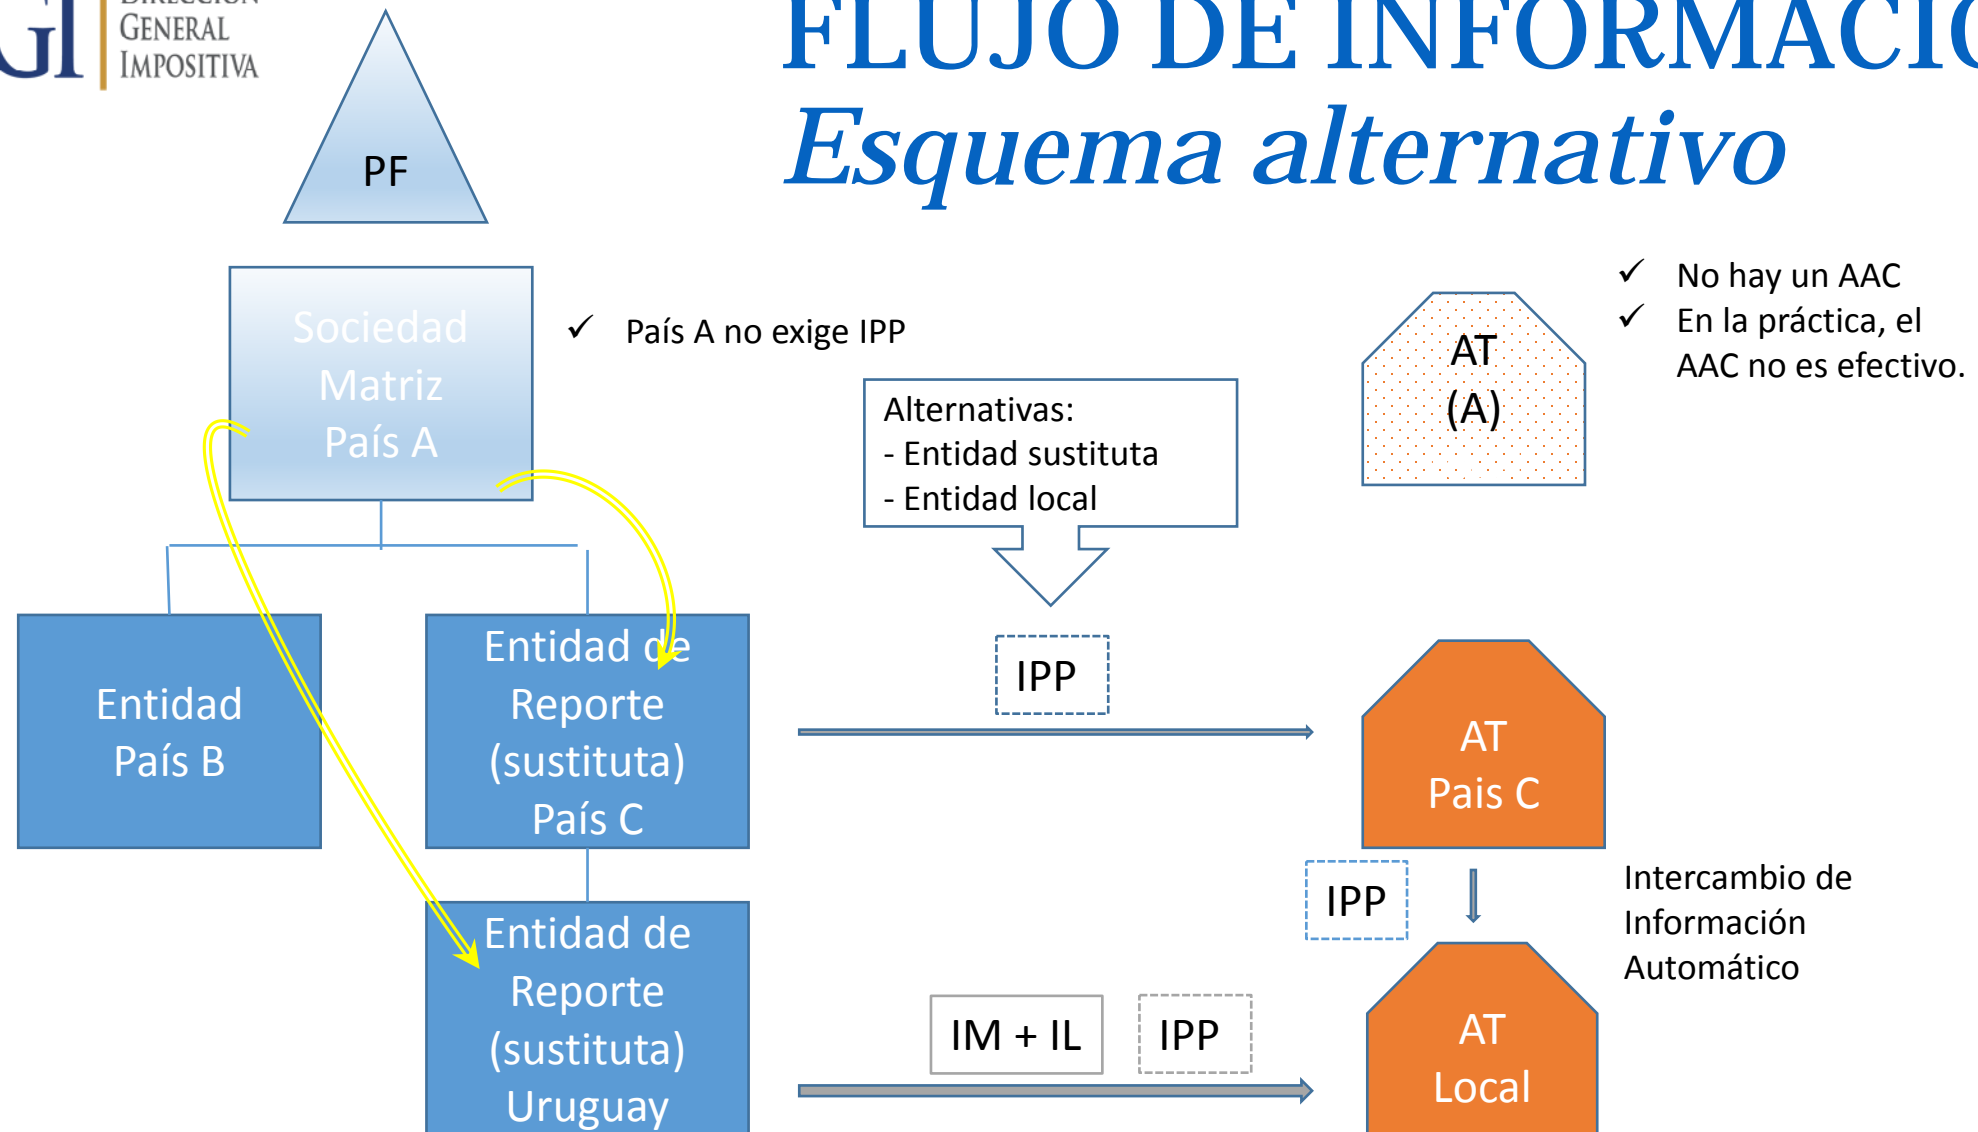 GI
DIRECCIÓN
GENERAL
IMPOSITIVA
FLUJO DE INFORMACIÓ
Esquema alternativo
PF
Sociedad
Matriz
País A
✓ País A no exige IPP
Alternativas:
- Entidad sustituta
- Entidad local
AT
(A)
✓ No hay un AAC
✓ En la práctica, el
AAC no es efectivo.
Entidad
País B
Entidad de
Reporte
(sustituta)
País C
IPP
AT
Pais C
IPP
Intercambio de
Información
Automático
Entidad de
Reporte
(sustituta)
Uruguay
IM + IL
IPP
AT
Local